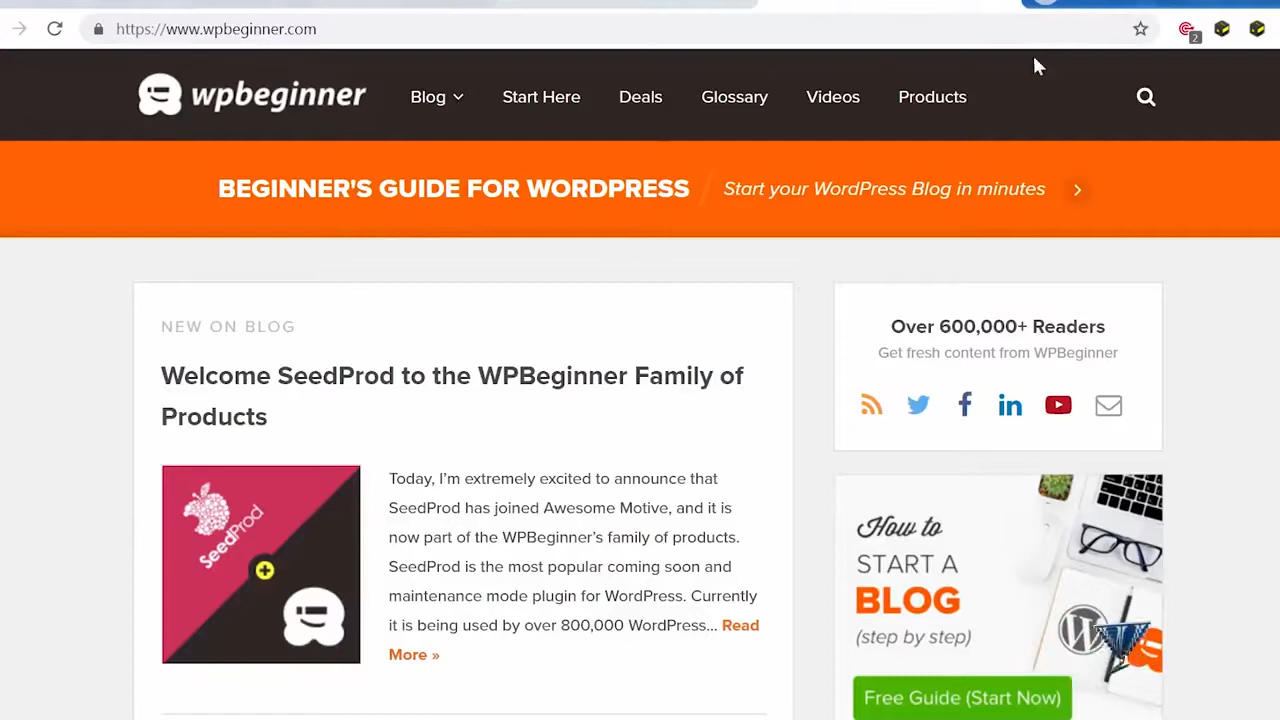 https://www.wpbeginner.com
2
wpbeginner
Blog
Start Here
Deals
Glossary
Videos
Products
BEGINNER'S GUIDE FOR WORDPRESS
Start your WordPress Blog in minutes
NEW ON BLOG
Welcome SeedProd to the WPBeginner Family of
Products
SeedProd
Today, I'm extremely excited to announce that
SeedProd has joined Awesome Motive, and it is
now part of the WPBeginner's family of products.
SeedProd is the most popular coming soon and
maintenance mode plugin for WordPress. Currently
it is being used by over 800,000 WordPress... Read
More »
Over 600,000+ Readers
Get fresh content from WPBeginner
How to
START A
BLOG
(step by step)
Free Guide (Start Now)